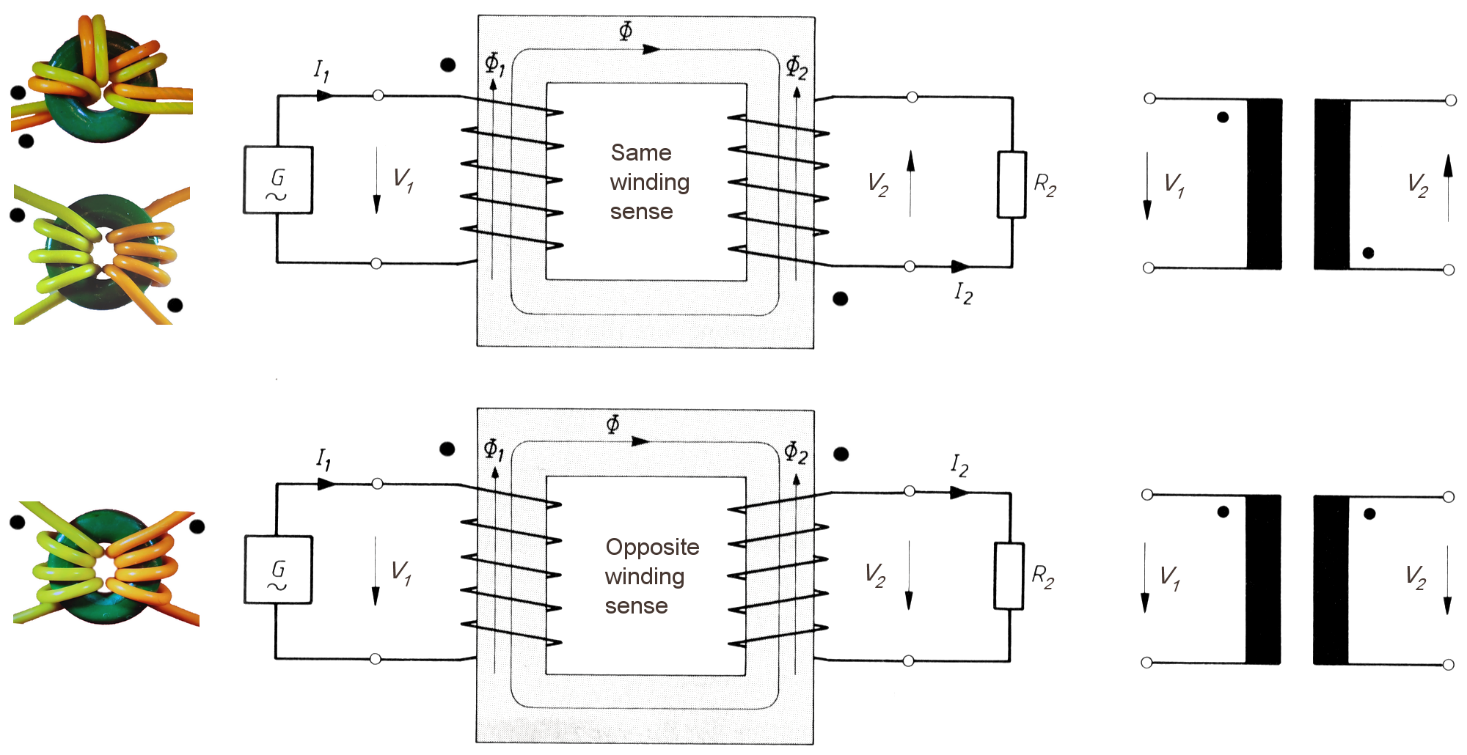 Φ
I1
Φ1
Φ2
G
~
V1
Same
winding
sense
V2
R2
I2
V1
V2
Φ
I1
Φ1
Φ2
I2
G
~
V1
Opposite
winding
sense
V2
R2
V1
V2